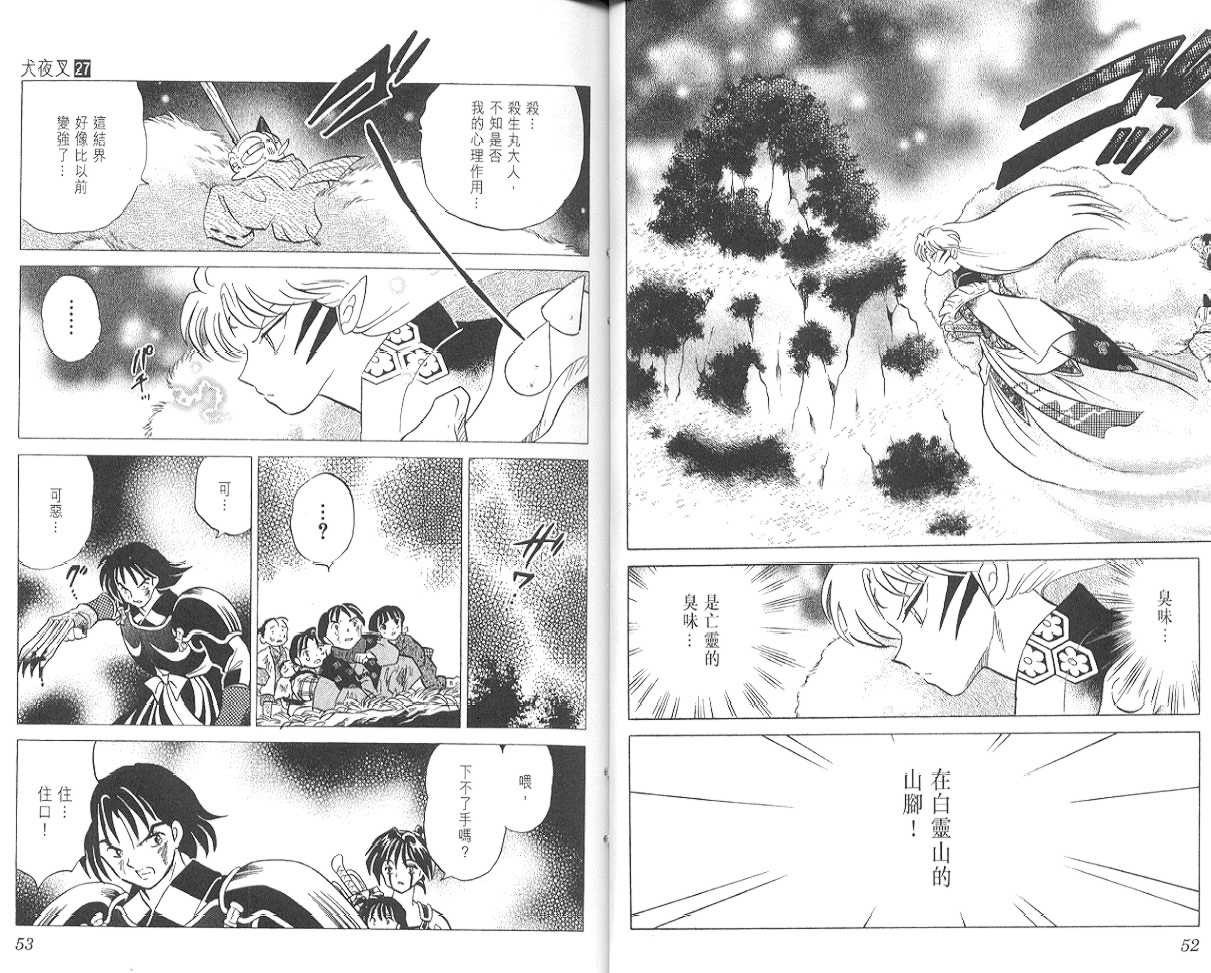 臭味…
是亡靈的
臭味…
在白靈山的
山腳！
52
犬夜叉27
殺…
殺生丸大人，
不知是否
我的心理作用…
這結界
好像比以前
變強了…
……
…?
可…
可惡…
喂，
下不了手嗎？
住…
住口！
53